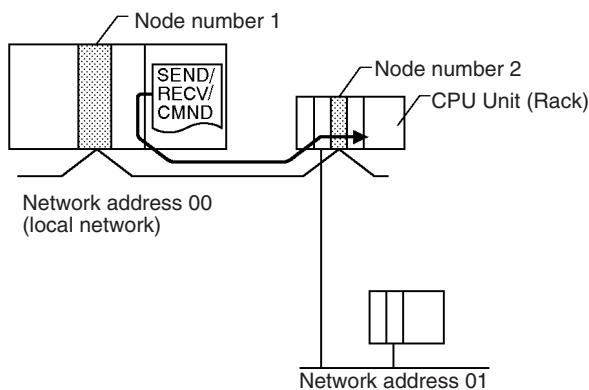 Node number 1
SEND/
RECV/
CMND
Node number 2
CPU Unit (Rack)
Network address 00
(local network)
Network address 01